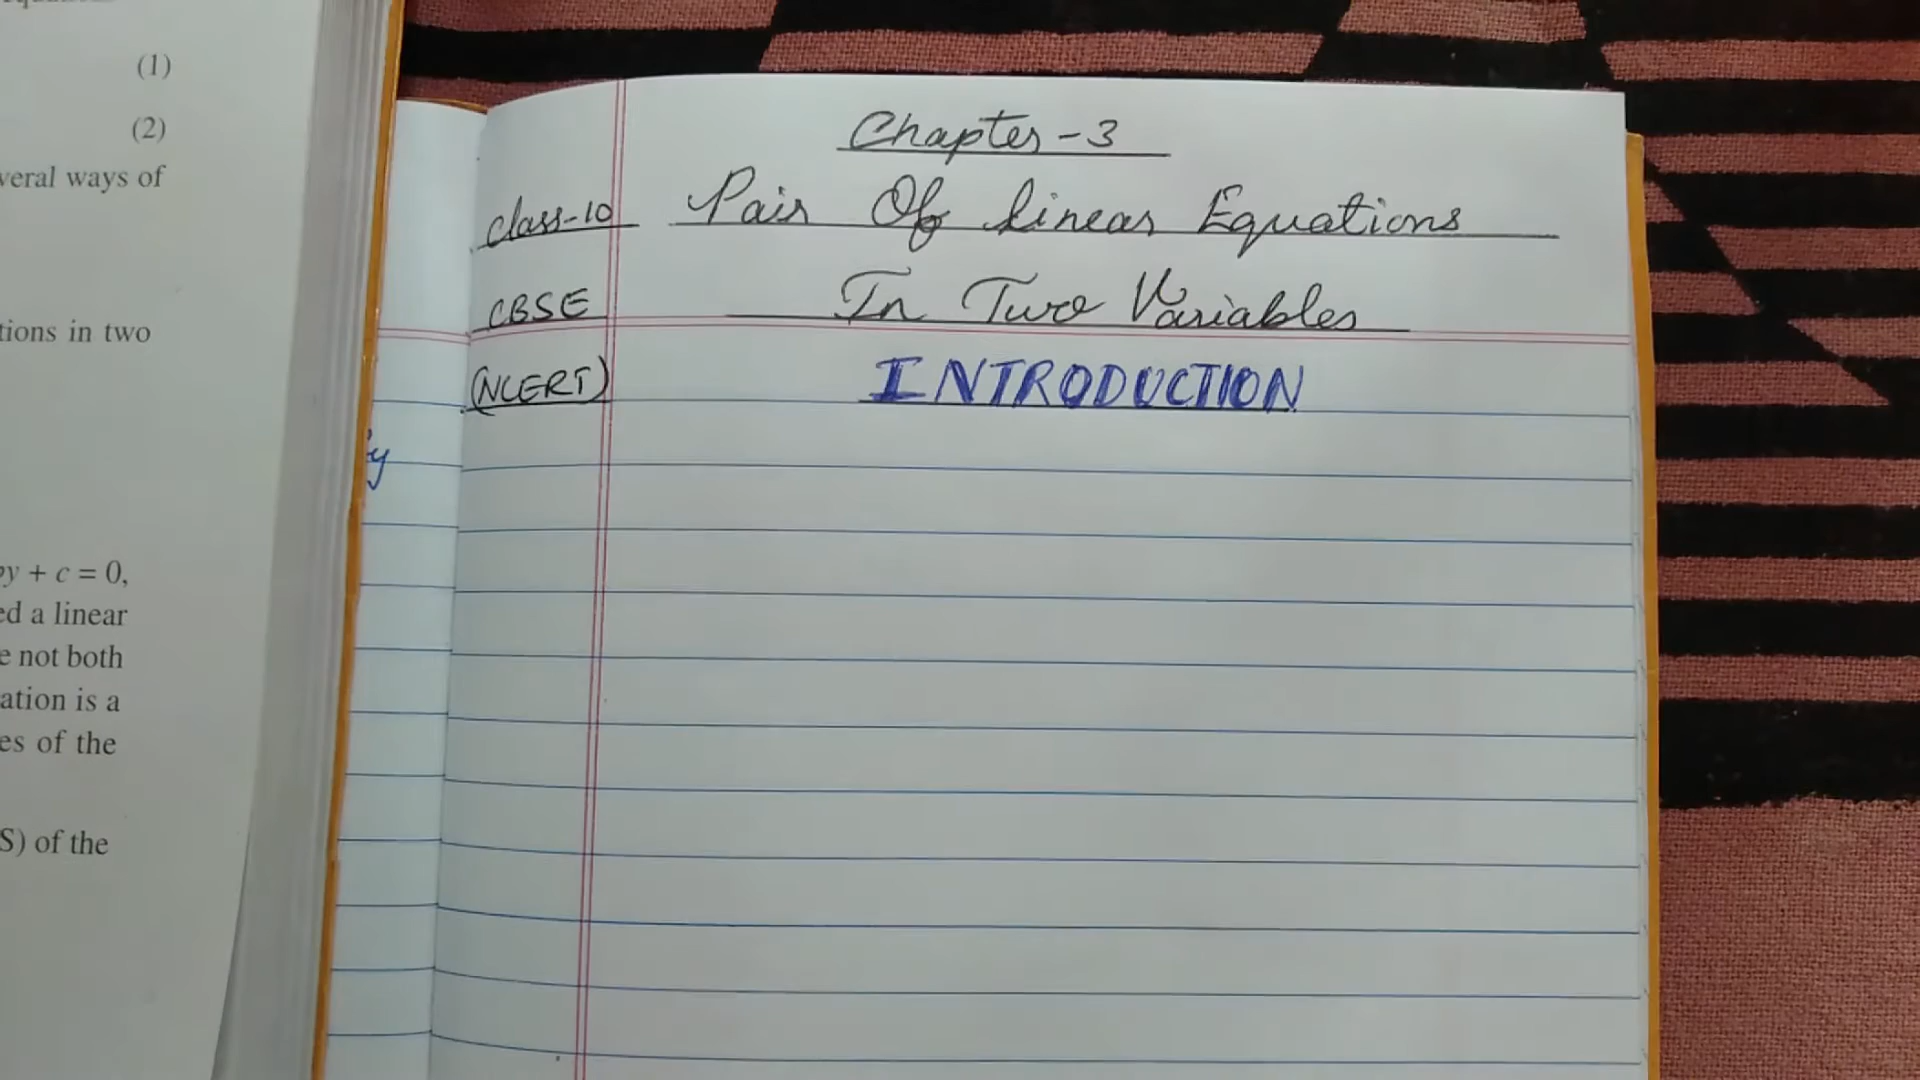 (1)
(2)
veral ways of
tions in two
y + c = 0,
ed a linear
e not both
ation is a
es of the
S) of the
y
Chapter-3
Class-10 Pair Of Linear Equations
CBSE In Two Variables
(NCERT) INTRODUCTION